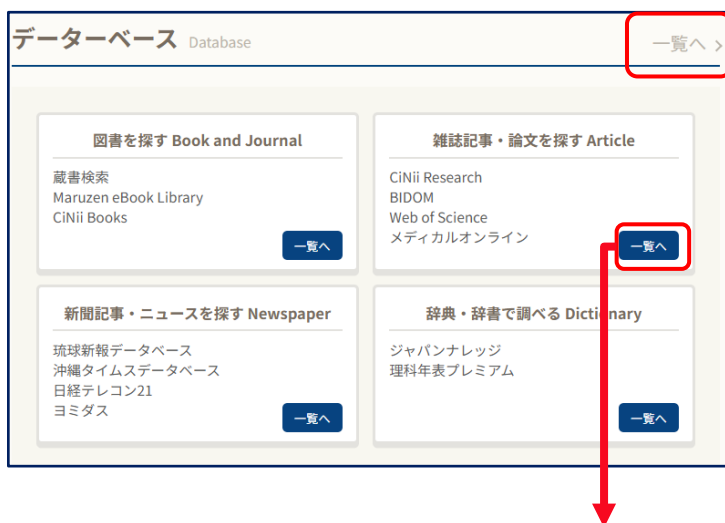 データーベース Database
一覧へ >
図書を探す Book and Journal
蔵書検索
Maruzen eBook Library
CiNii Books
一覧へ
雑誌記事・論文を探す Article
CiNii Research
BIDOM
Web of Science
メディカルオンライン
一覧へ
新聞記事・ニュースを探す Newspaper
琉球新報データベース
沖縄タイムスデータベース
日経テレコン21
ヨミダス
一覧へ
辞典・辞書で調べる Dictionary
ジャパンナレッジ
理科年表プレミアム
一覧へ